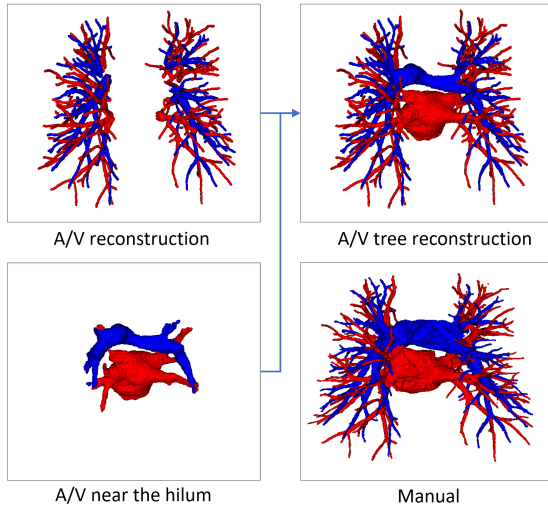 A/V reconstruction
A/V tree reconstruction
A/V near the hilum
Manual